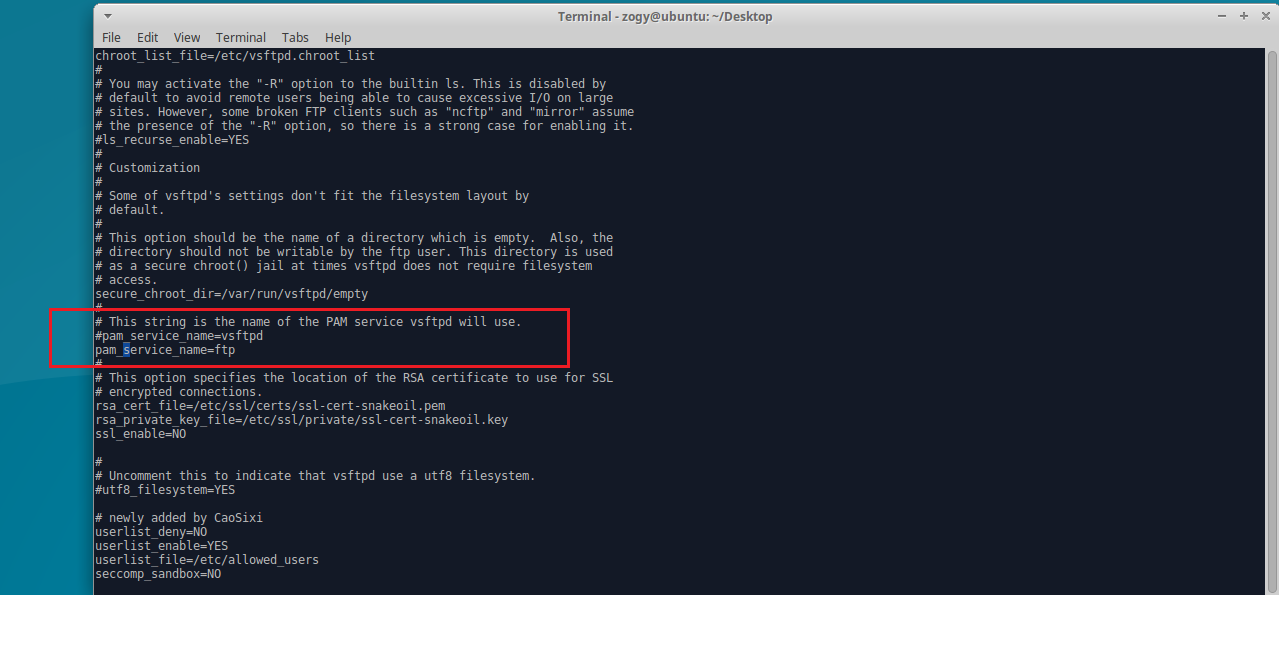 Terminal - zogy@ubuntu: ~/Desktop
File Edit View Terminal Tabs Help
chroot_list_file=/etc/vsftpd.chroot_list
#
# You may activate the "-R" option to the builtin ls. This is disabled by
# default to avoid remote users being able to cause excessive I/O on large
# sites. However, some broken FTP clients such as "ncftp" and "mirror" assume
# the presence of the "-R" option, so there is a strong case for enabling it.
#ls_recurse_enable=YES
#
# Customization
#
# Some of vsftpd's settings don't fit the filesystem layout by
# default.
#
# This option should be the name of a directory which is empty.  Also, the
# directory should not be writable by the ftp user. This directory is used
# as a secure chroot() jail at times vsftpd does not require filesystem
# access.
secure_chroot_dir=/var/run/vsftpd/empty
#
# This string is the name of the PAM service vsftpd will use.
#pam_service_name=vsftpd
pam_service_name=ftp
#
# This option specifies the location of the RSA certificate to use for SSL
# encrypted connections.
rsa_cert_file=/etc/ssl/certs/ssl-cert-snakeoil.pem
rsa_private_key_file=/etc/ssl/private/ssl-cert-snakeoil.key
ssl_enable=NO
#
# Uncomment this to indicate that vsftpd use a utf8 filesystem.
#utf8_filesystem=YES
# newly added by CaoSixi
userlist_deny=NO
userlist_enable=YES
userlist_file=/etc/allowed_users
seccomp_sandbox=NO